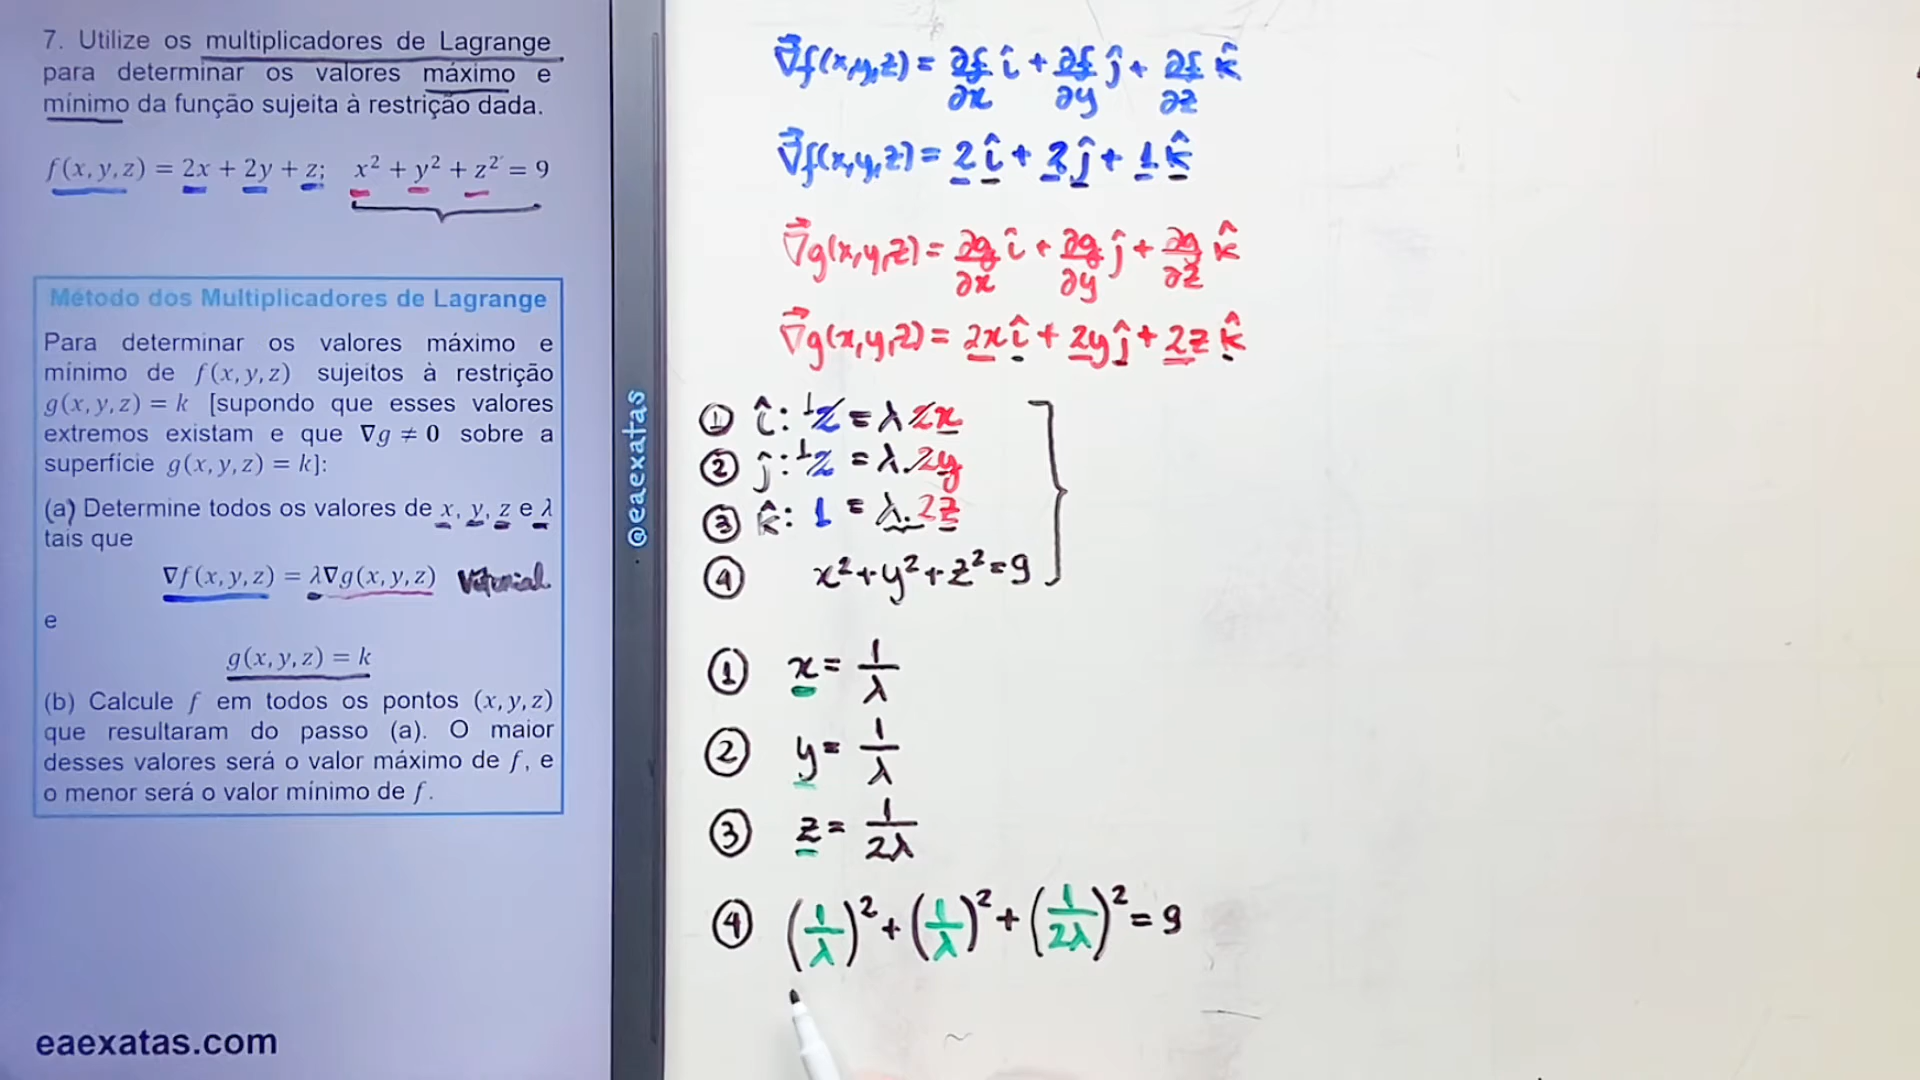 7. Utilize os multiplicadores de Lagrange
para determinar os valores máximo e
mínimo da função sujeita à restrição dada.
f(x, y, z) = 2x + 2y + z; x² + y² + z² = 9
Método dos Multiplicadores de Lagrange
Para determinar os valores máximo e
mínimo de f(x, y, z) sujeitos à restrição
g(x, y, z) = k [supondo que esses valores
extremos existam e que ∇g ≠ 0 sobre a
superfície g(x, y, z) = k]:
(a) Determine todos os valores de x, y, z e λ
tais que
∇f(x, y, z) = λ∇g(x, y, z) Vetorial
e
g(x, y, z) = k
(b) Calcule f em todos os pontos (x, y, z)
que resultaram do passo (a). O maior
desses valores será o valor máximo de f, e
o menor será o valor mínimo de f.
eaexatas.com
@eaexatas
∇⃗f(x,y,z) = ∂f/∂x î + ∂f/∂y ĵ + ∂f/∂z k̂
∇⃗f(x,y,z) = 2 î + 2 ĵ + 1 k̂
∇⃗g(x,y,z) = ∂g/∂x î + ∂g/∂y ĵ + ∂g/∂z k̂
∇⃗g(x,y,z) = 2x î + 2y ĵ + 2z k̂
① î: ¹2 = λ 2x
② ĵ: ¹2 = λ.2y
③ k̂: 1 = λ.2z
④ x² + y² + z² = 9
① x = 1/λ
② y = 1/λ
③ z = 1/2λ
④ (1/λ)² + (1/λ)² + (1/2λ)² = 9